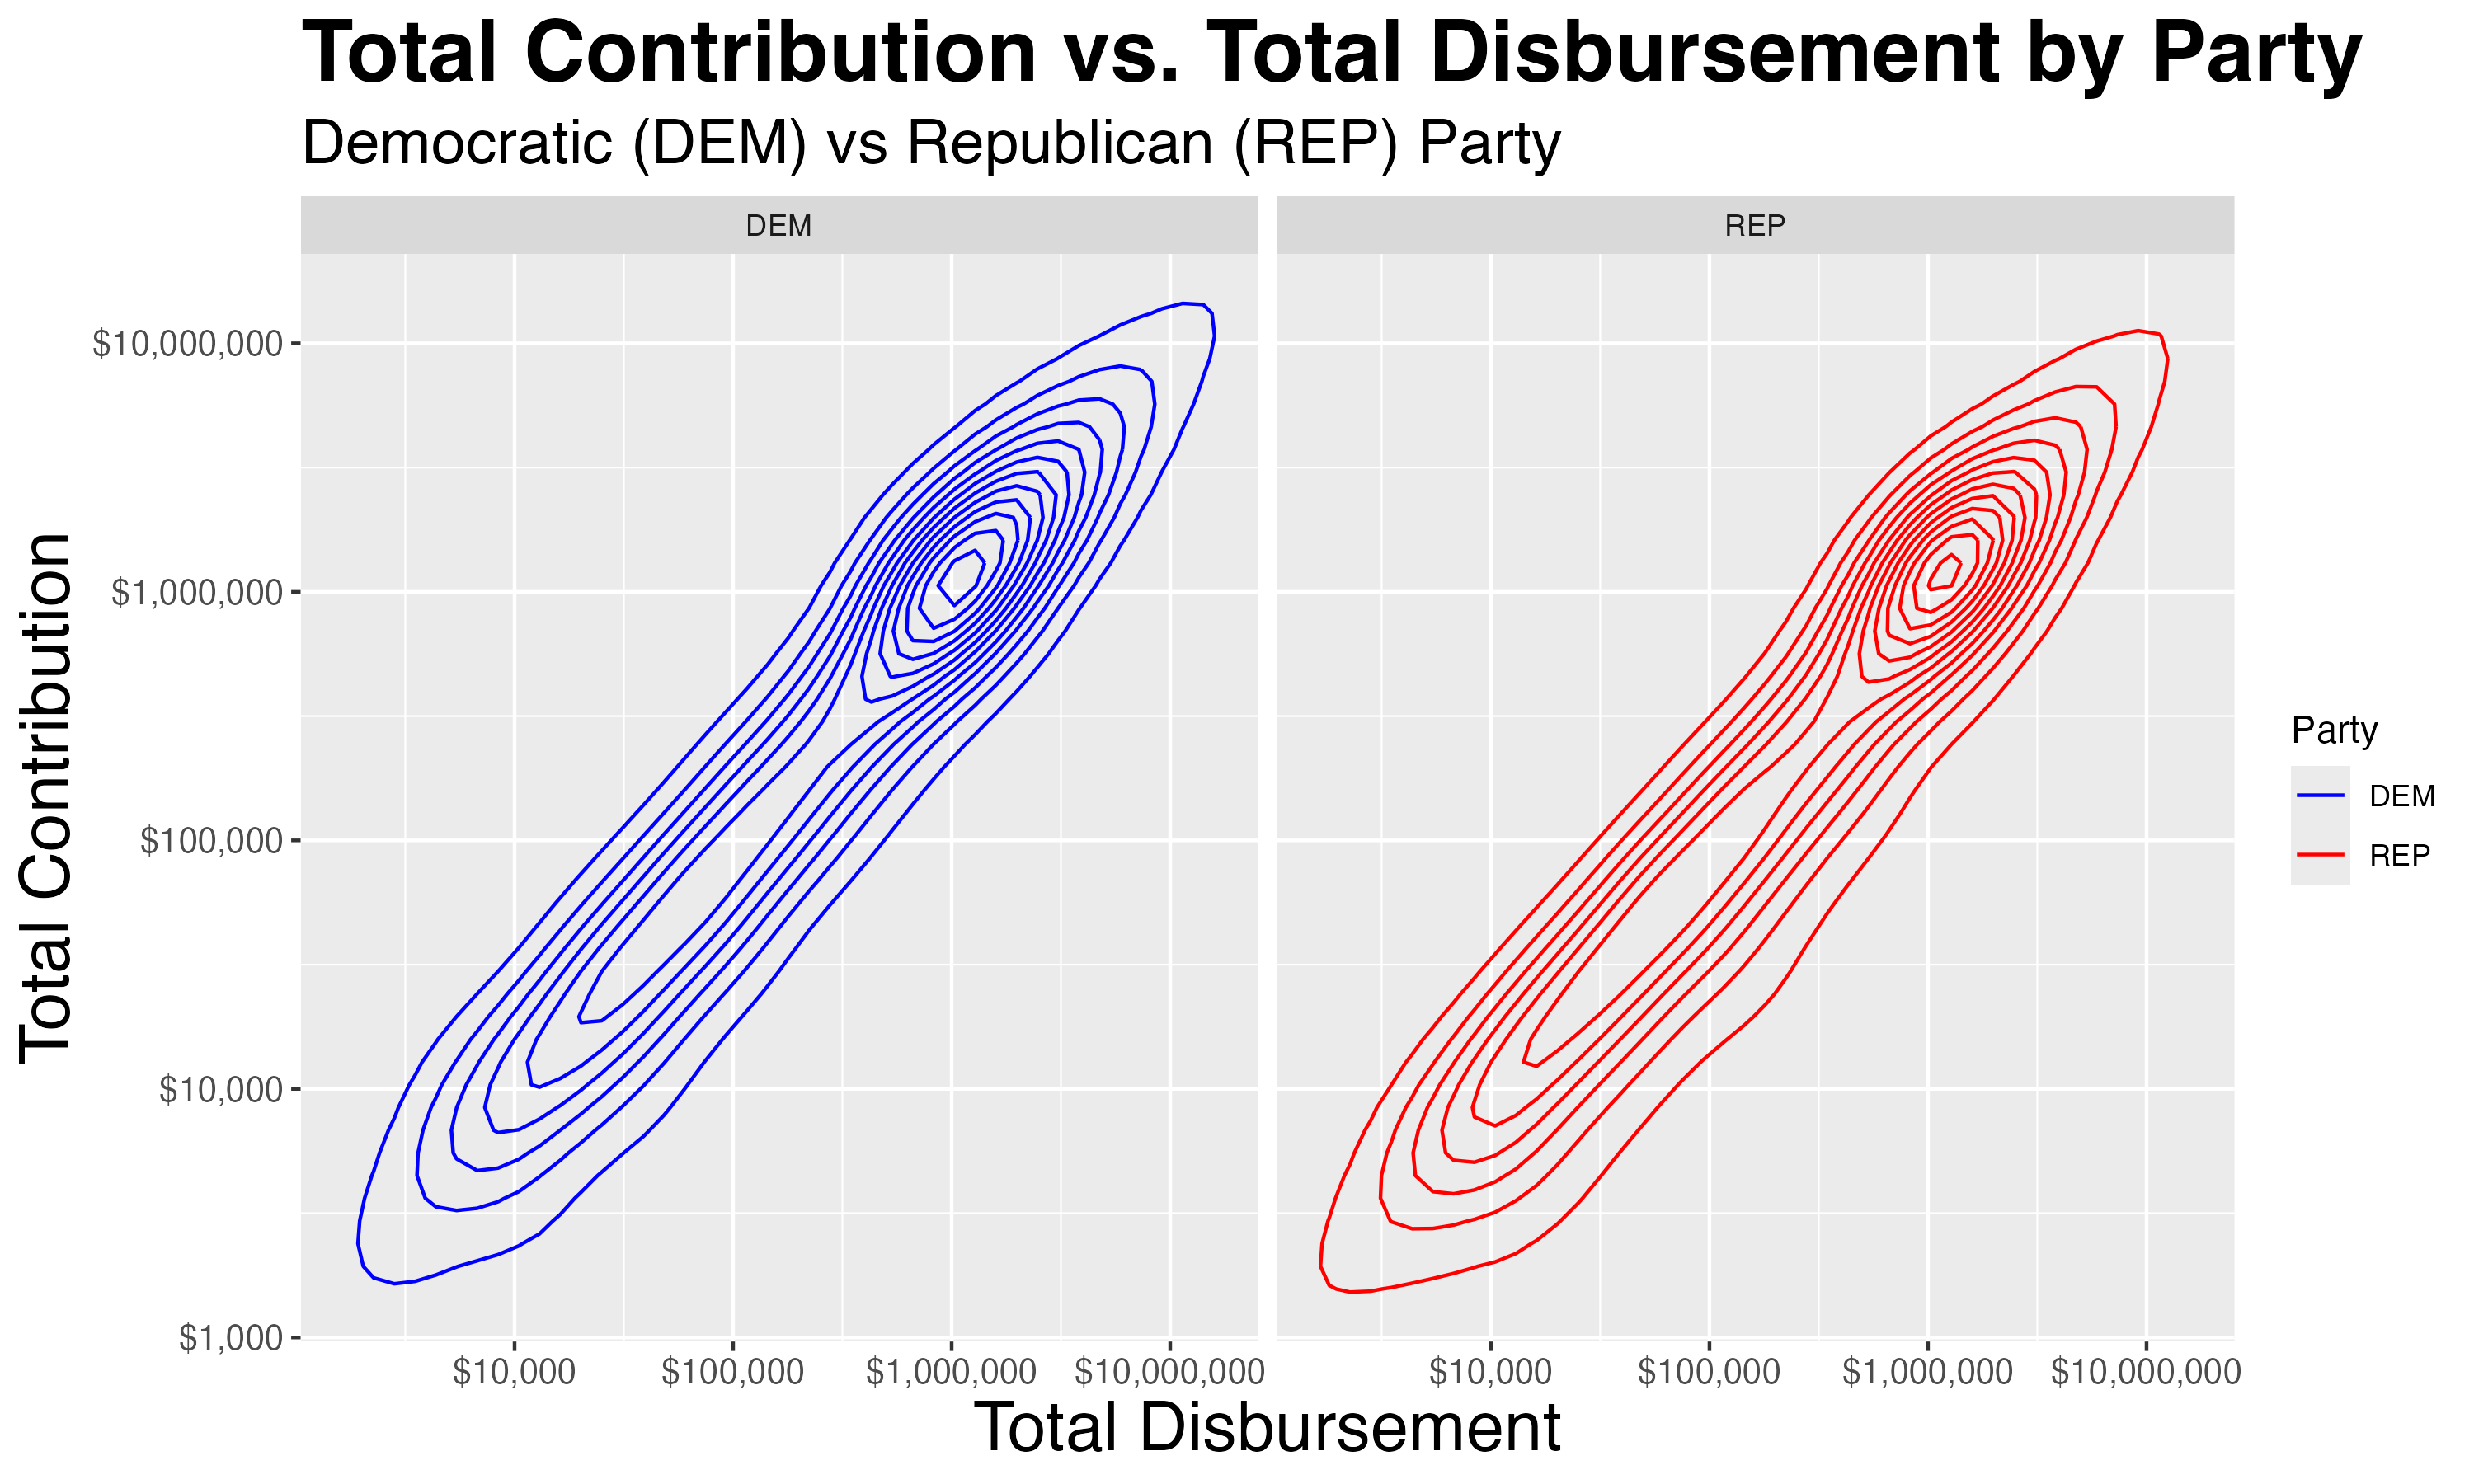 Total Contribution vs. Total Disbursement by Party
Democratic (DEM) vs Republican (REP) Party
DEM
REP
Total Contribution
$10,000,000
$1,000,000
$100,000
$10,000
$1,000
$10,000
$100,000
$1,000,000
$10,000,000
$10,000
$100,000
$1,000,000
$10,000,000
Total Disbursement
Party
DEM
REP